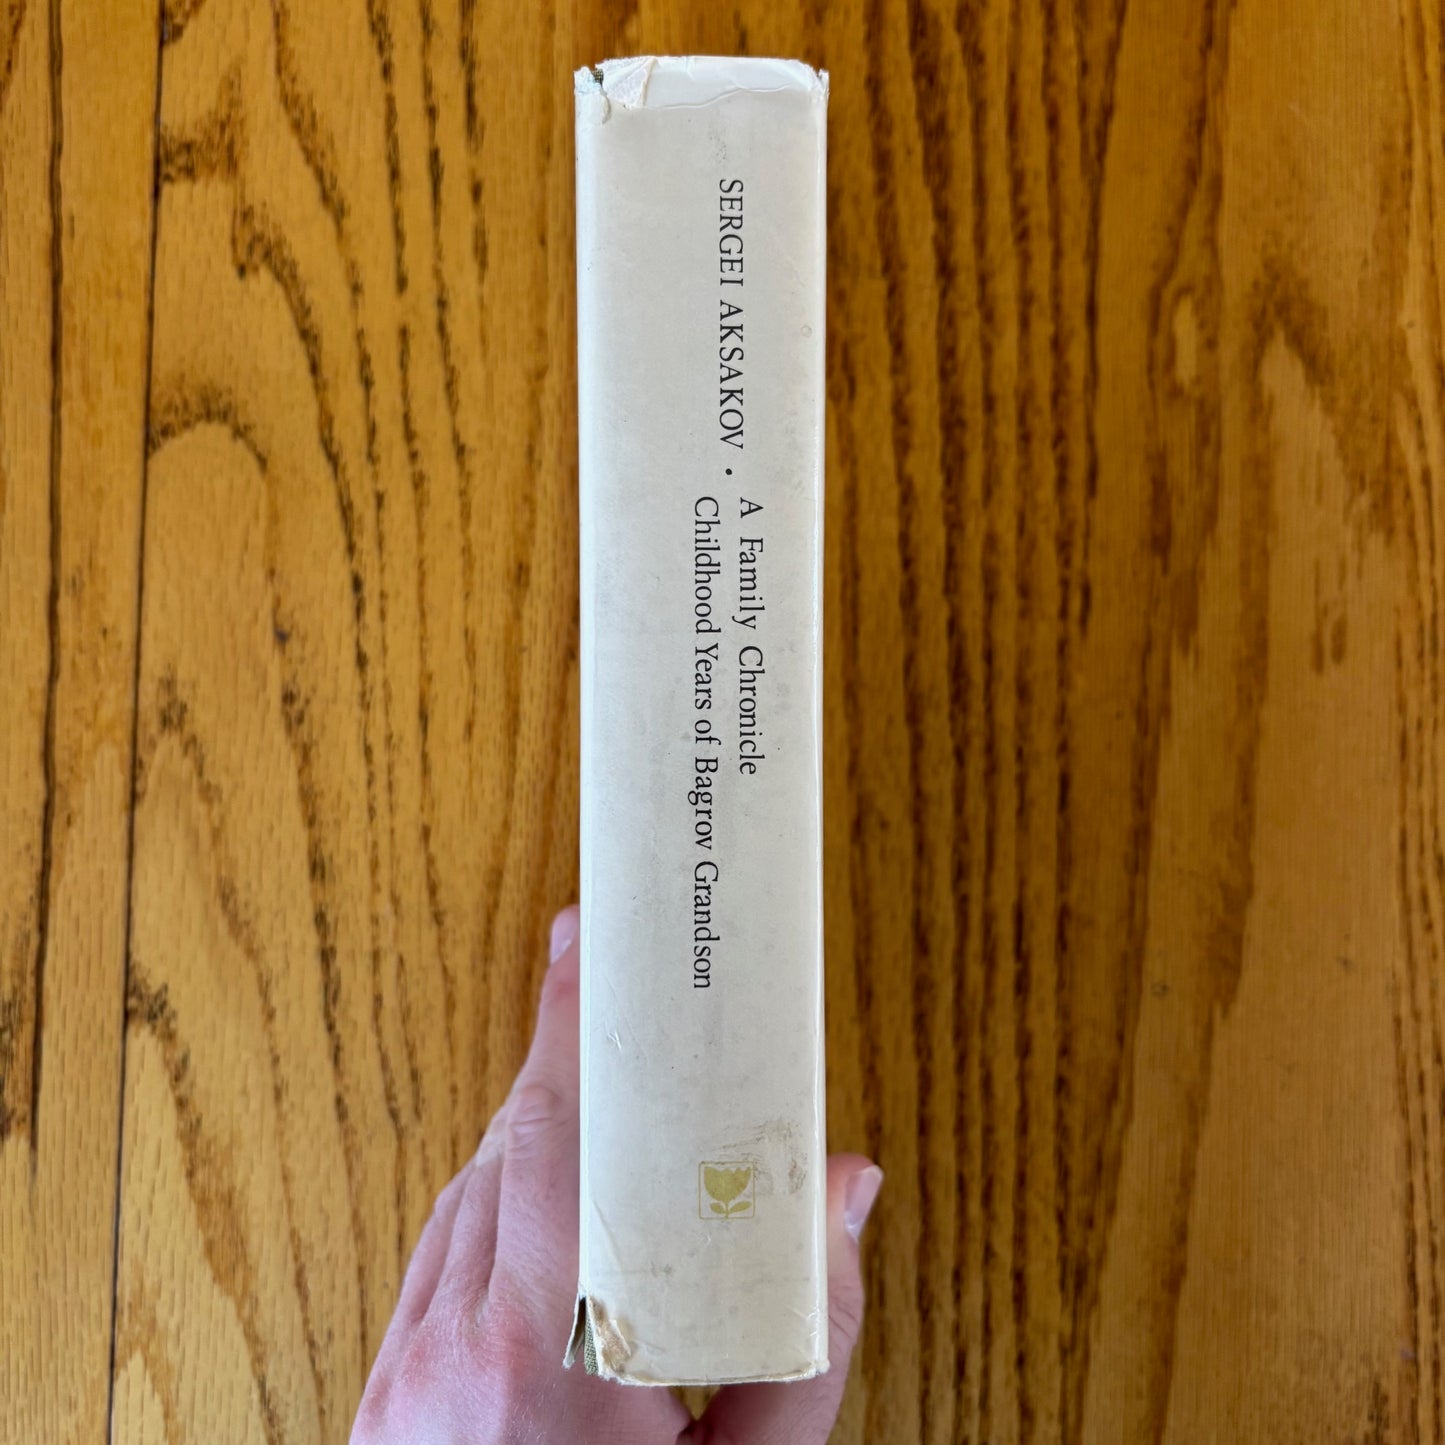 SERGEI AKSAKOV •
A Family Chronicle
Childhood Years of Bagrov Grandson